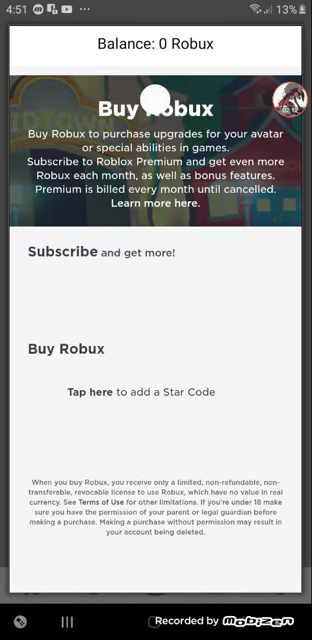 4:51
13%
Balance: 0 Robux
Buy Robux
Buy Robux to purchase upgrades for your avatar
or special abilities in games.
Subscribe to Roblox Premium and get even more
Robux each month, as well as bonus features.
Premium is billed every month until cancelled.
Learn more here.
Subscribe and get more!
Buy Robux
Tap here to add a Star Code
When you buy Robux, you receive only a limited, non-refundable, non-
transferable, revocable license to use Robux, which have no value in real
currency. See Terms of Use for other limitations. If you're under 18 make
sure you have the permission of your parent or legal guardian before
making a purchase. Making a purchase without permission may result in
your account being deleted.
Recorded by mobizen